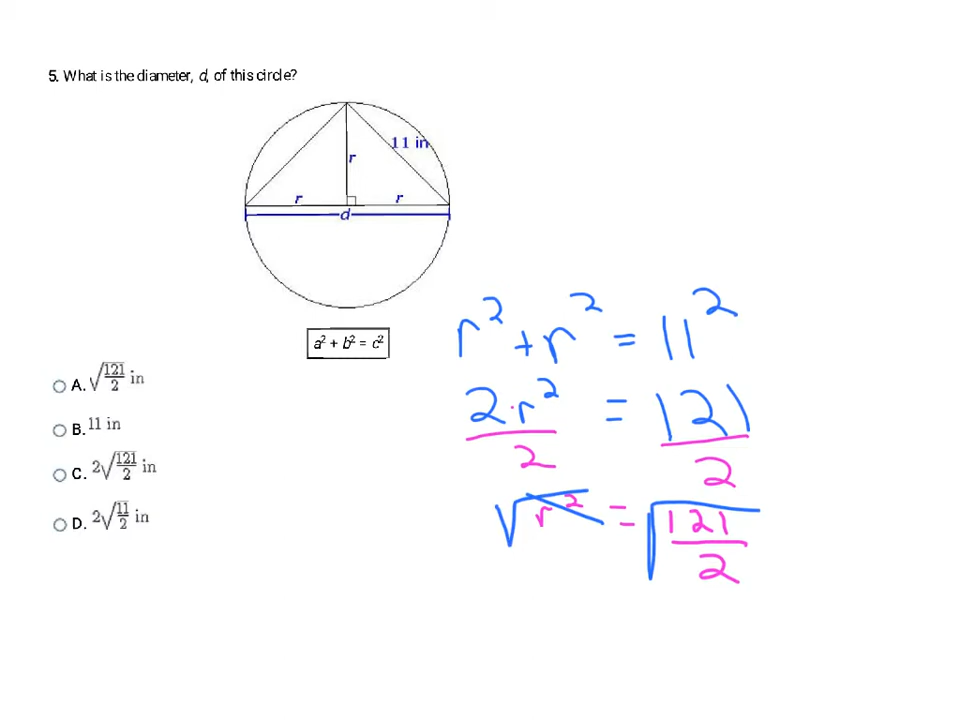 5. What is the diameter, d, of this circle?
11 in
r
r r
d
a² + b² = c²
r² + r² = 11²
A. √(121/2) in
2·r² = 121
2 2
B. 11 in
C. 2√(121/2) in
√r² = √(121/2)
D. 2√(11/2) in